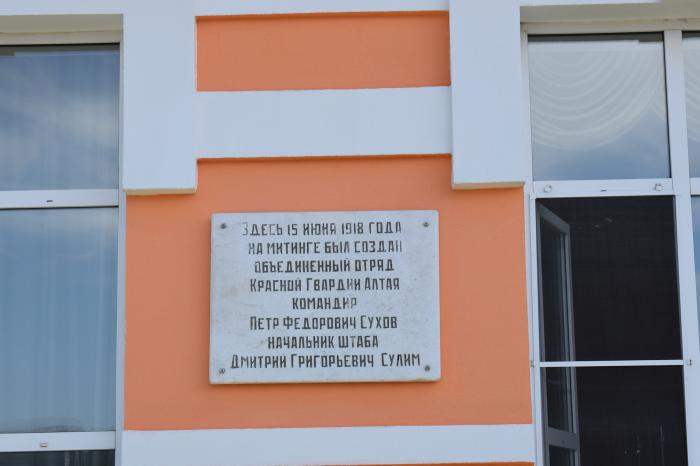 Здесь 15 июня 1918 года
на митинге был создан
объединенный отряд
Красной Гвардии Алтая
командир
Петр Федорович Сухов
начальник штаба
Дмитрий Григорьевич Сулим